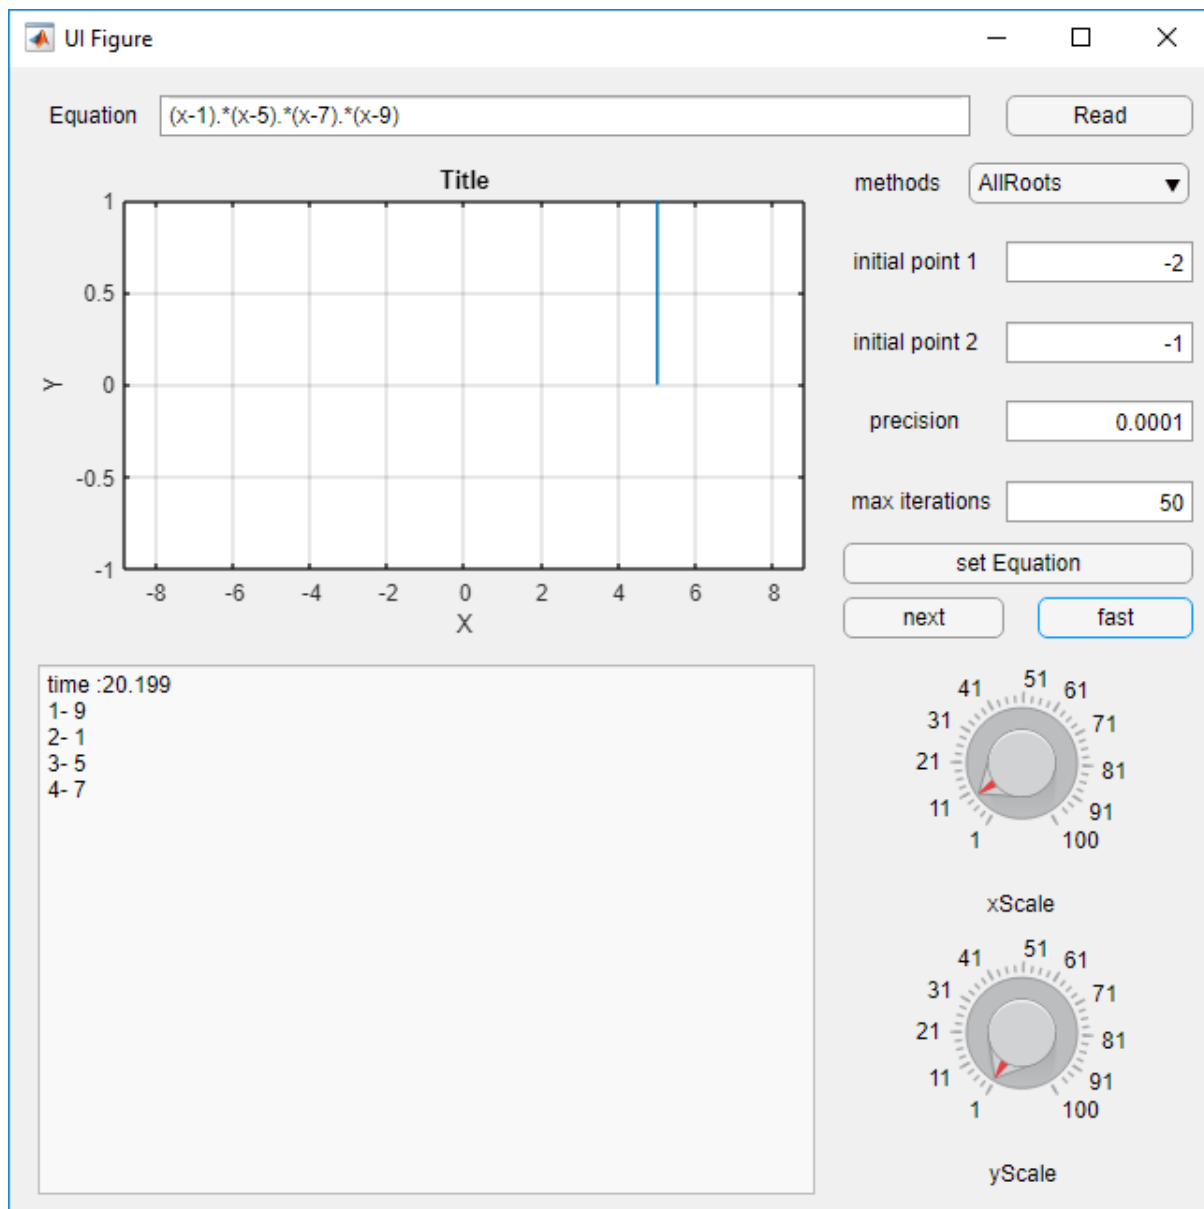 UI Figure
Equation (x-1).*(x-5).*(x-7).*(x-9) Read
Title
methods AllRoots
initial point 1 -2
initial point 2 -1
precision 0.0001
max iterations 50
set Equation
next fast
1
0.5
0
-0.5
-1
Y
-8 -6 -4 -2 0 2 4 6 8
X
time :20.199
1- 9
2- 1
3- 5
4- 7
1 11 21 31 41 51 61 71 81 91 100
xScale
1 11 21 31 41 51 61 71 81 91 100
yScale